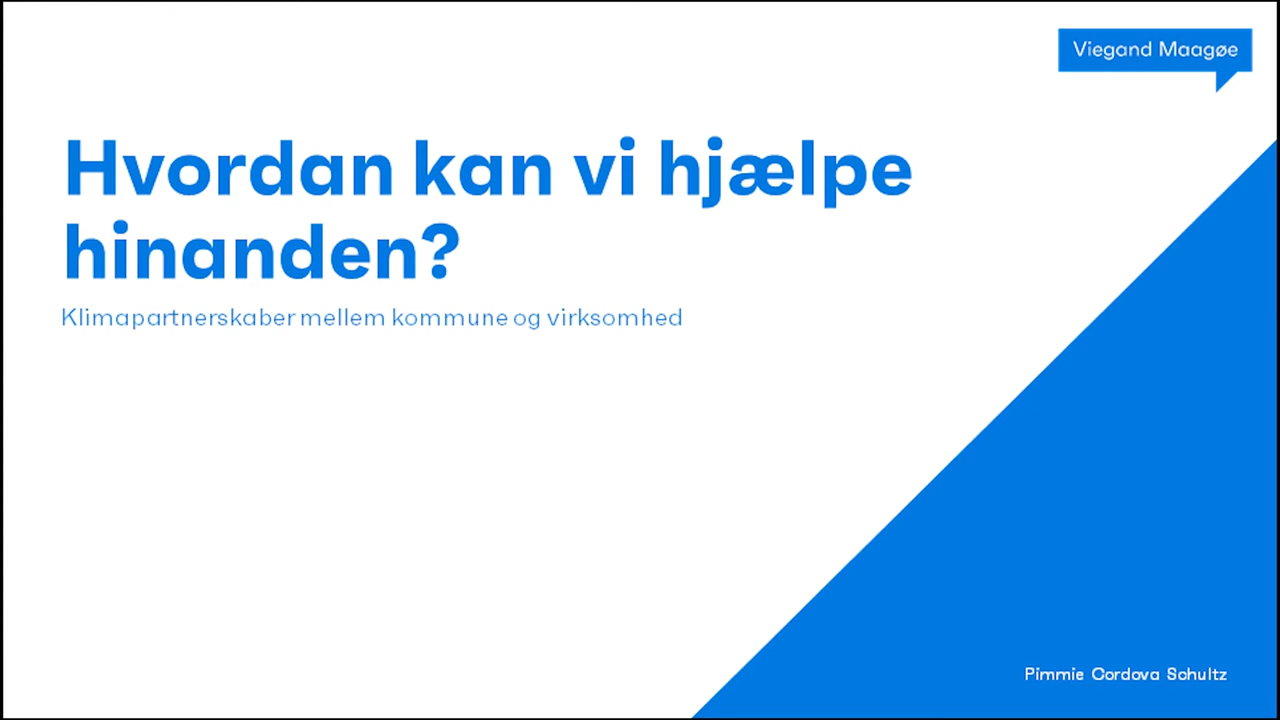 Viegand Maagøe
Hvordan kan vi hjælpe
hinanden?
Klimapartnerskaber mellem kommune og virksomhed
Pimmie Cordova Schultz